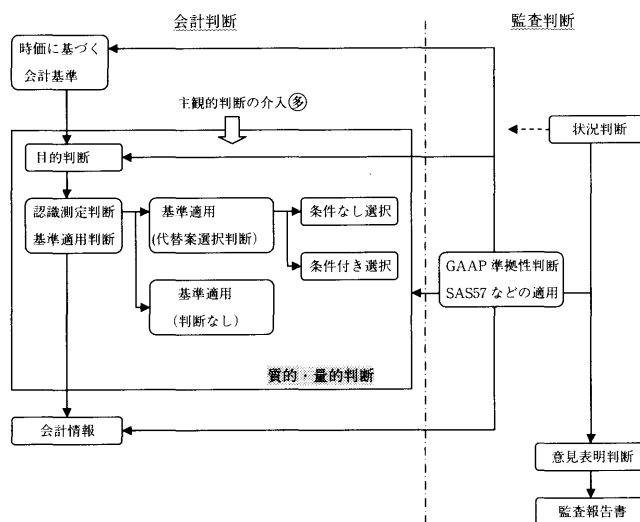 会計判断
監査判断
時価に基づく
会計基準
主観的判断の介入㊿多
状況判断
目的判断
認識測定判断
基準適用判断
基準適用
(代替案選択判断)
条件なし選択
条件付き選択
基準適用
(判断なし)
GAAP 準拠性判断
SAS57 などの適用
質的・量的判断
会計情報
意見表明判断
監査報告書